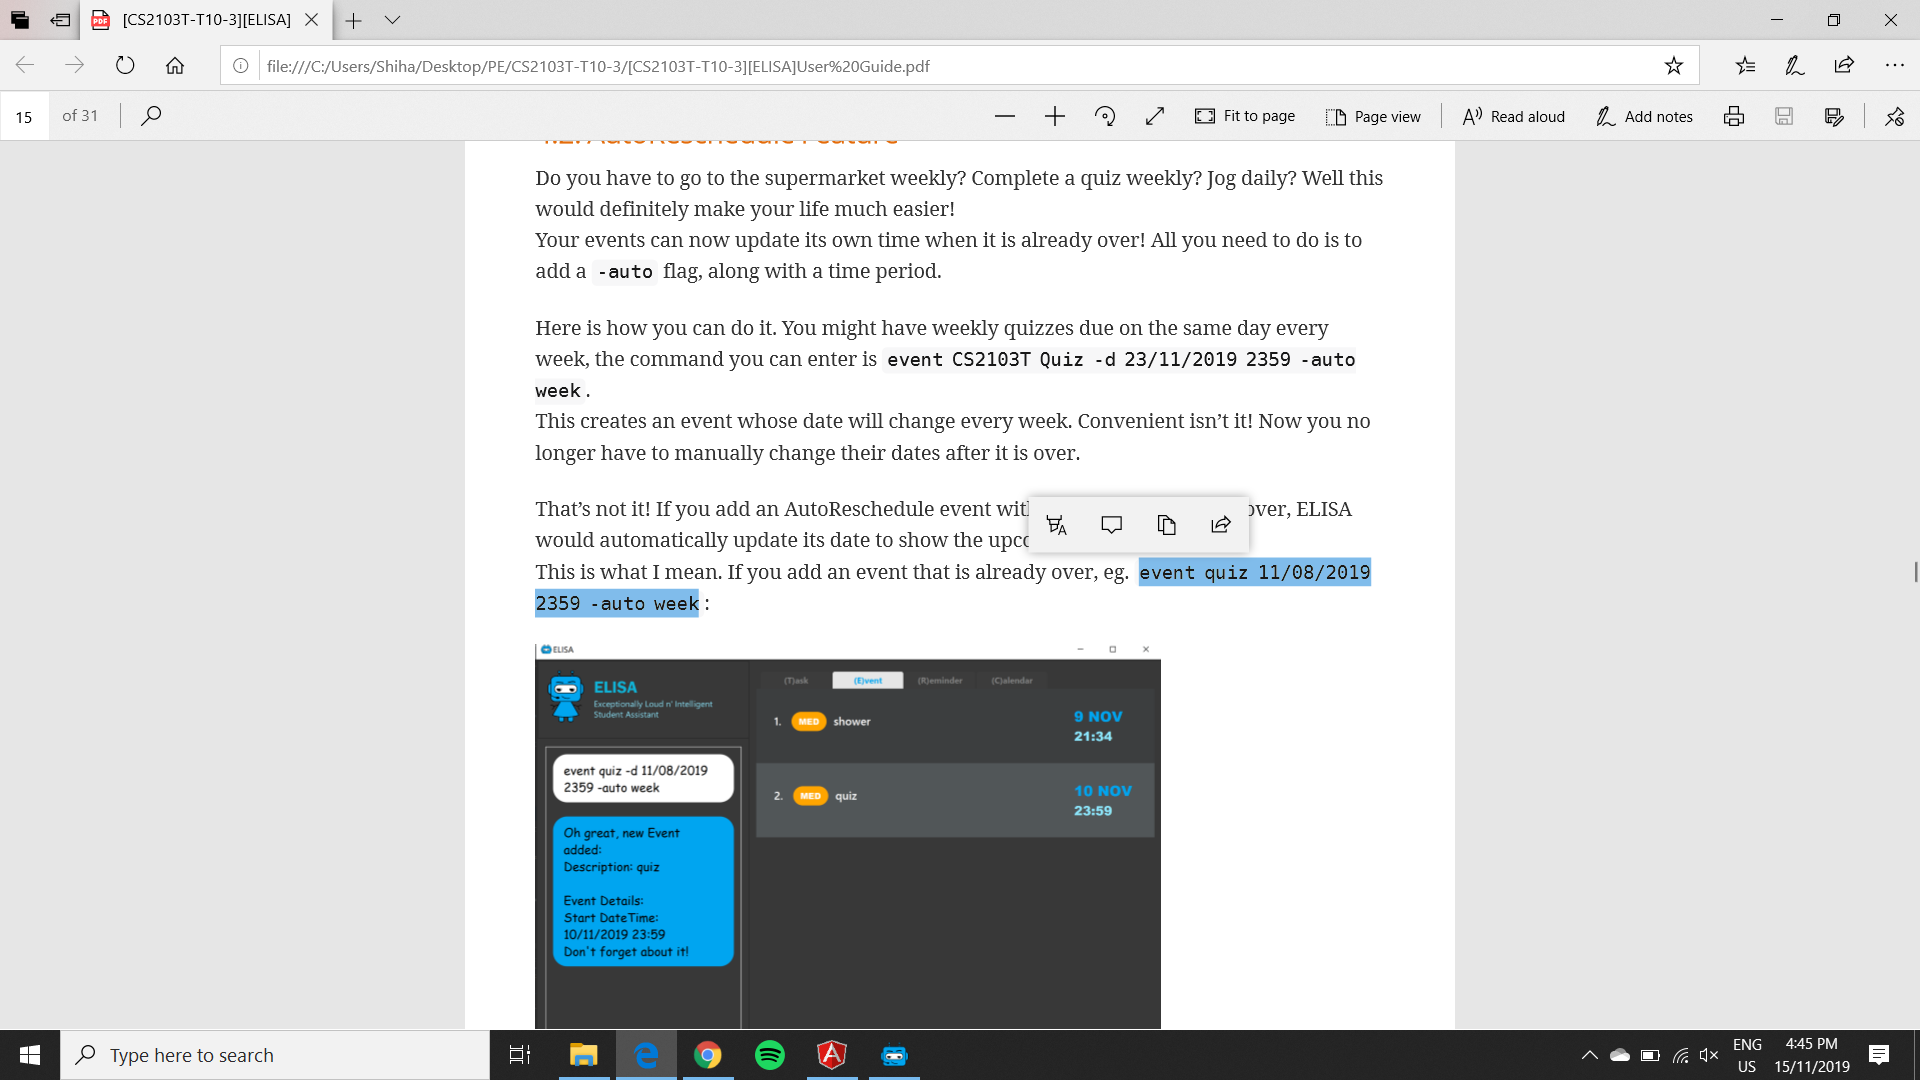 [CS2103T-T10-3][ELISA]
file:///C:/Users/Shiha/Desktop/PE/CS2103T-T10-3/[CS2103T-T10-3][ELISA]User%20Guide.pdf
15 of 31
Fit to page
Page view
Read aloud
Add notes
4.2. AutoReschedule Feature
Do you have to go to the supermarket weekly? Complete a quiz weekly? Jog daily? Well this
would definitely make your life much easier!
Your events can now update its own time when it is already over! All you need to do is to
add a -auto flag, along with a time period.
Here is how you can do it. You might have weekly quizzes due on the same day every
week, the command you can enter is event CS2103T Quiz -d 23/11/2019 2359 -auto
week.
This creates an event whose date will change every week. Convenient isn’t it! Now you no
longer have to manually change their dates after it is over.
That’s not it! If you add an AutoReschedule event with over, ELISA
would automatically update its date to show the
This is what I mean. If you add an event that is already over, eg. event quiz 11/08/2019
2359 -auto week:
ELISA
ELISA
Exceptionally Loud n' Intelligent
Student Assistant
event quiz -d 11/08/2019
2359 -auto week
Oh great, new Event
added:
Description: quiz
Event Details:
Start DateTime:
10/11/2019 23:59
Don't forget about it!
(T)ask
(E)vent
(R)eminder
(C)alendar
1. MED shower
9 NOV
21:34
2. MED quiz
10 NOV
23:59
Type here to search
ENG
US
4:45 PM
15/11/2019